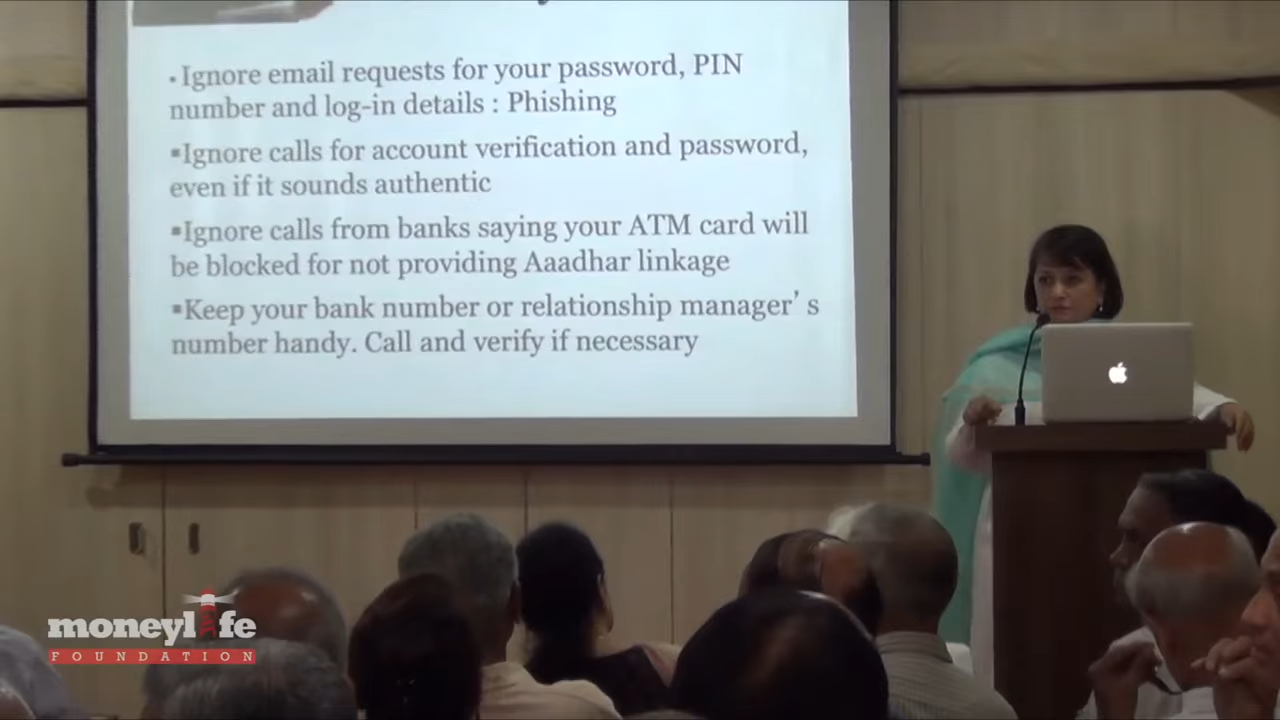 ▪Ignore email requests for your password, PIN
number and log-in details : Phishing
▪Ignore calls for account verification and password,
even if it sounds authentic
▪Ignore calls from banks saying your ATM card will
be blocked for not providing Aaadhar linkage
▪Keep your bank number or relationship manager’ s
number handy. Call and verify if necessary
moneylife
FOUNDATION